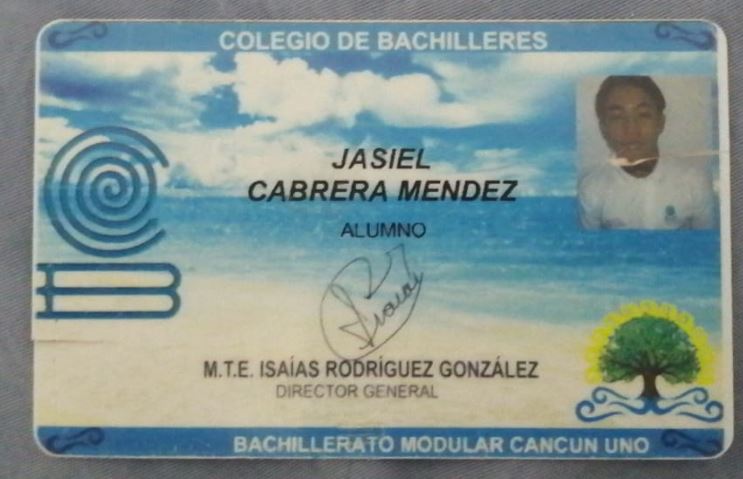 COLEGIO DE BACHILLERES
JASIEL
CABRERA MENDEZ
ALUMNO
M.T.E. ISAÍAS RODRÍGUEZ GONZÁLEZ
DIRECTOR GENERAL
BACHILLERATO MODULAR CANCUN UNO